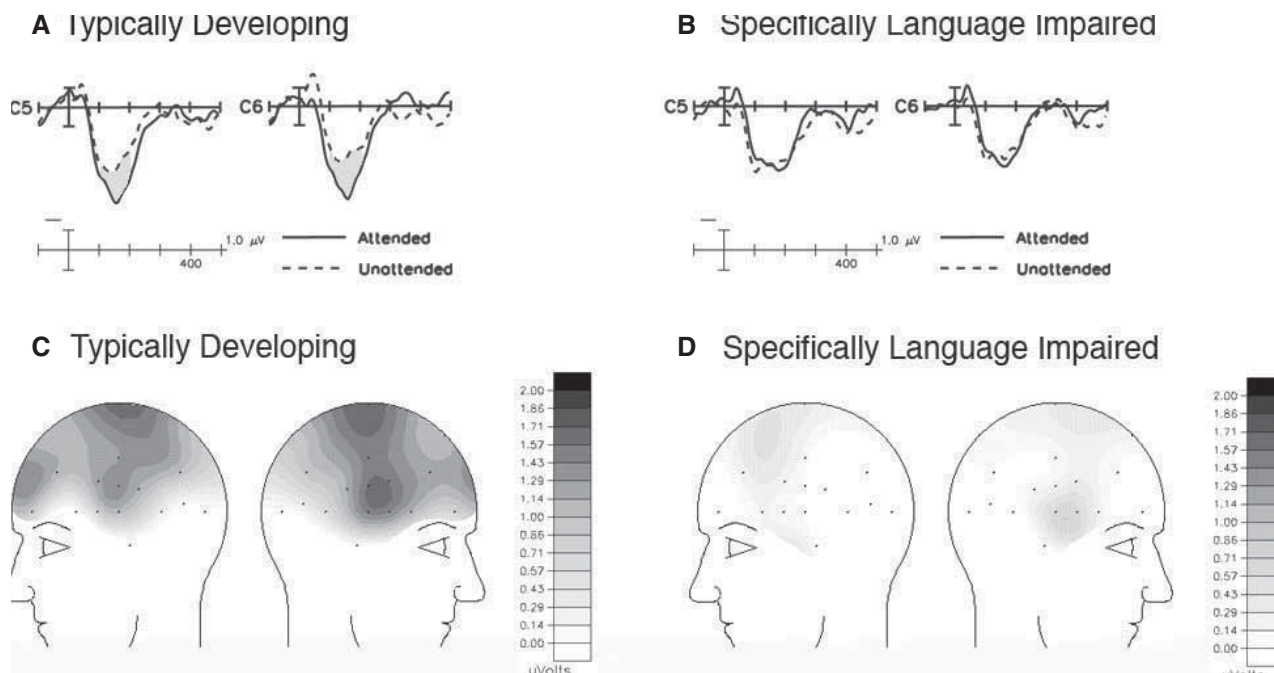 A Typically Developing
B Specifically Language Impaired
C5
C6
C5
C6
1.0 μV
400
Attended
Unattended
1.0 μV
400
Attended
Unattended
C Typically Developing
D Specifically Language Impaired
2.00
1.86
1.71
1.57
1.43
1.29
1.14
1.00
0.86
0.71
0.57
0.43
0.29
0.14
0.00
uVolts
2.00
1.86
1.71
1.57
1.43
1.29
1.14
1.00
0.86
0.71
0.57
0.43
0.29
0.14
0.00